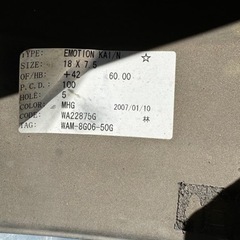 TYPE: EMOTION KAI/N ☆
SIZE: 18 X 7.5
OF/HB: +42 60.00
P.C.D: 100
HOLE: 5
COLOR: MHG 2007/01/10
CODE: WA22875G 林
TAG: WAM-8G06-50G